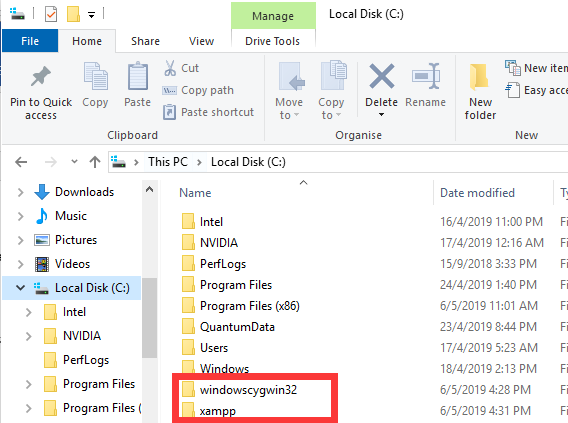 Manage
Local Disk (C:)
File Home Share View Drive Tools
Pin to Quick access
Copy
Paste
Cut
Copy path
Paste shortcut
Clipboard
Move to
Copy to
Delete
Rename
Organise
New folder
New item
Easy acce
New
This PC Local Disk (C:)
Downloads
Music
Pictures
Videos
Local Disk (C:)
Intel
NVIDIA
PerfLogs
Program Files
Program Files (
Name Date modified Ty
Intel 16/4/2019 11:00 PM Fi
NVIDIA 17/4/2019 12:16 AM Fi
PerfLogs 15/9/2018 3:33 PM Fi
Program Files 24/4/2019 1:40 PM Fi
Program Files (x86) 6/5/2019 11:01 AM Fi
QuantumData 23/4/2019 8:44 PM Fi
Users 17/4/2019 5:23 AM Fi
Windows 18/4/2019 2:13 PM Fi
windowscygwin32 6/5/2019 4:28 PM Fi
xampp 6/5/2019 4:31 PM Fi